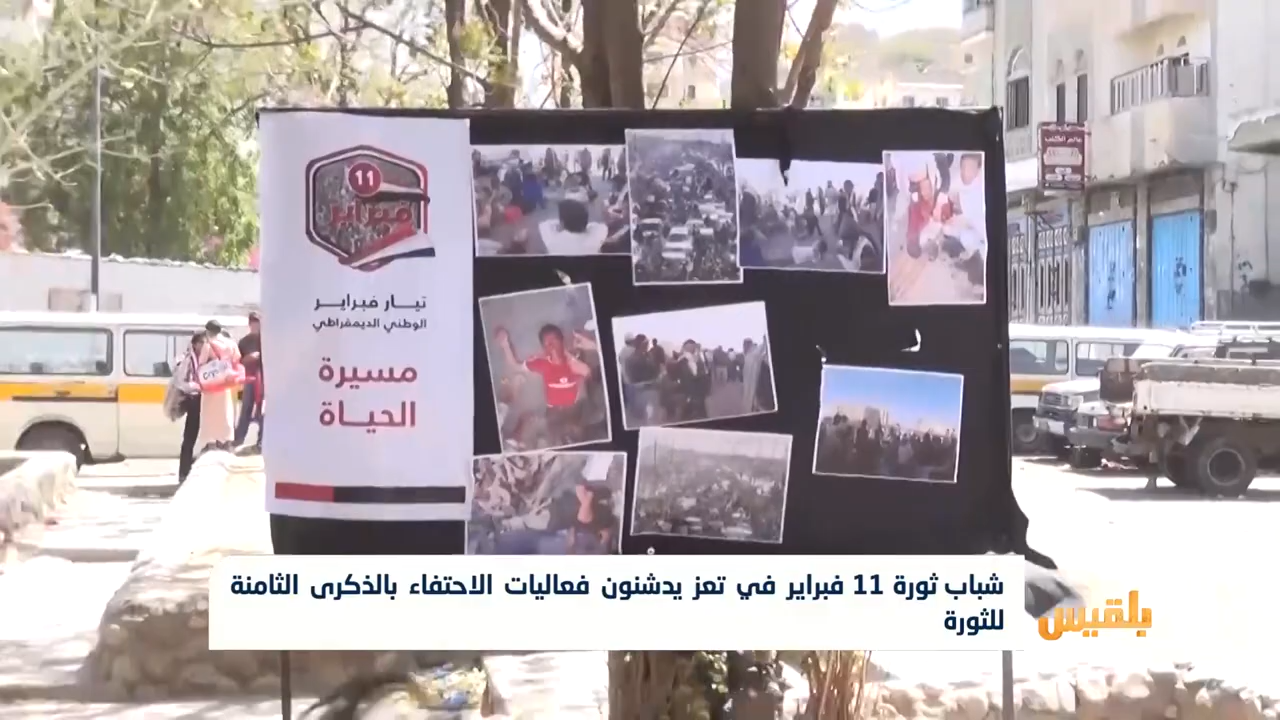 11
فبراير
تيار فبراير
الوطني الديمقراطي
مسيرة
الحياة
شباب ثورة 11 فبراير في تعز يدشنون فعاليات الاحتفاء بالذكرى الثامنة
للثورة
بلقيس